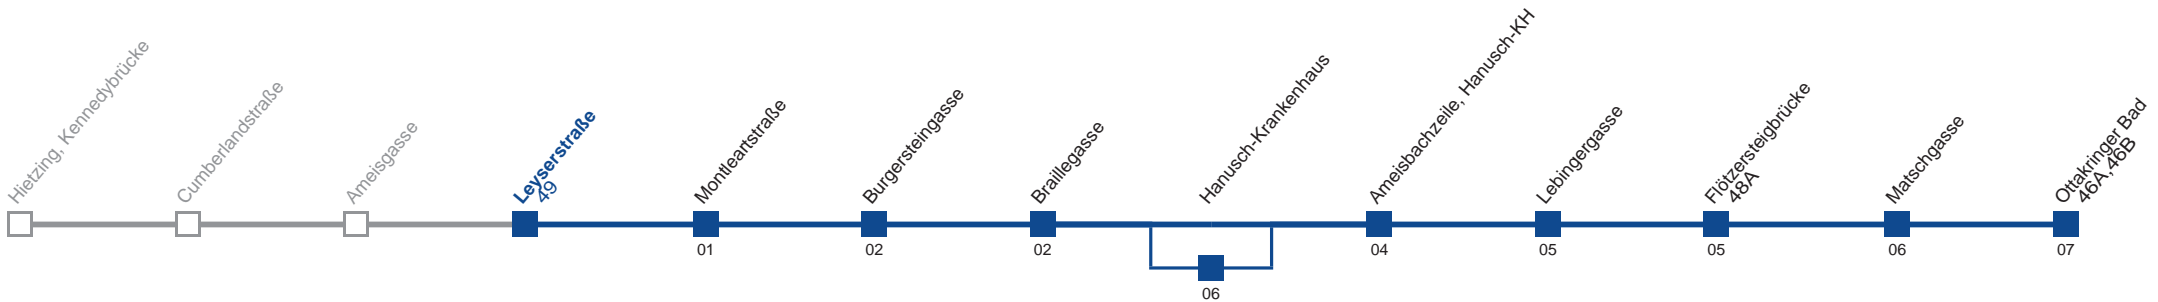 Hietzing, Kennedybrücke
Cumberlandstraße
Ameisgasse
Leyserstraße
49
Montleartstraße
Burgersteingasse
Braillegasse
Hanusch-Krankenhaus
Ameisbachzeile, Hanusch-KH
Lebingergasse
Flötzersteigbrücke
48A
Matschgasse
Ottakringer Bad
46A,46B
01
02
02
04
05
05
06
07
06